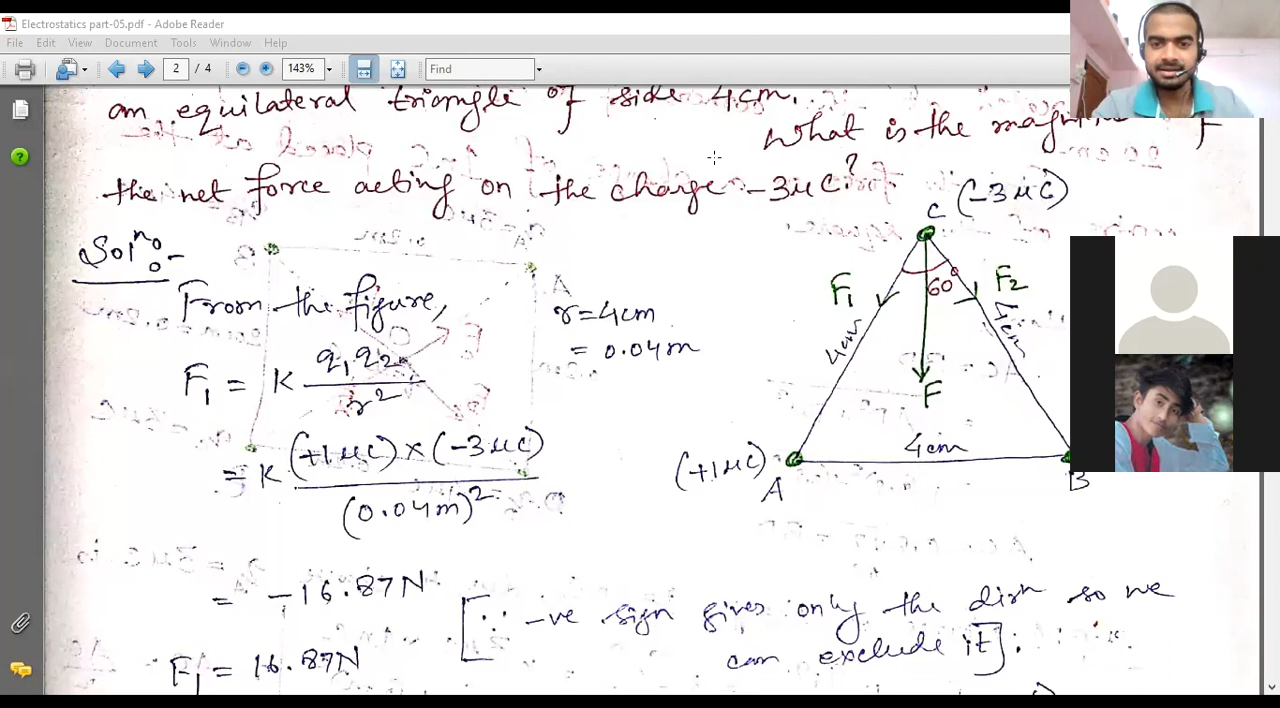 Electrostatics part-05.pdf - Adobe Reader
File Edit View Document Tools Window Help
2 / 4 143% Find
an equilateral triangle of side 4cm.
What is the
the net force acting on the charge -3μC?
C (-3μC)
Solⁿ:-
From the figure,
r=4cm
= 0.04m
F1 = K q1q2 / r²
= K (+1μC) × (-3μC) / (0.04m)²
F1 60° F2
4cm 4cm
F
4cm
(+1μC) A B
= -16.87N
[∵ -ve sign gives only the dirn so we
can exclude it].
F1 = 16.87N